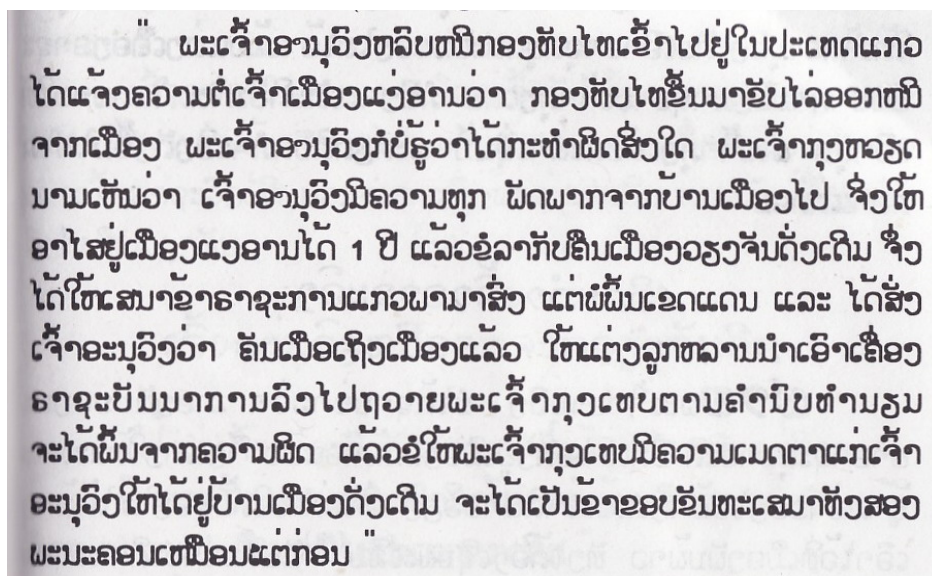 "ພະເຈົ້າອານຸວົງຫລົບຫນີກອງທັບໄທເຂົ້າໄປຢູ່ໃນປະເທດແກວ
ໄດ້ແຈ້ງຄວາມຕໍ່ເຈົ້າເມືອງແງອານວ່າ ກອງທັບໄທຂຶ້ນມາຂັບໄລ່ອອກຫນີ
ຈາກເມືອງ ພະເຈົ້າອານຸວົງກໍບໍ່ຮູ້ວ່າໄດ້ກະທຳຜິດສິ່ງໃດ ພະເຈົ້າກຸງຫວຽດ
ນາມເຫັນວ່າ ເຈົ້າອານຸວົງມີຄວາມທຸກ ພັດພາກຈາກບ້ານເມືອງໄປ ຈຶ່ງໃຫ້
ອາໄສຢູ່ເມືອງແງອານໄດ້ 1 ປີ ແລ້ວຂໍລາກັບຄືນເມືອງວຽງຈັນດັ່ງເດີມ ຈຶ່ງ
ໄດ້ໃຫ້ເສນາຂ້າຣາຊະການແກວພານາສົ່ງ ແຕ່ພໍພົ້ນເຂດແດນ ແລະ ໄດ້ສັ່ງ
ເຈົ້າອະນຸວົງວ່າ ຄັນເມືອເຖິງເມືອງແລ້ວ ໃຫ້ແຕ່ງລູກຫລານນຳເອົາເຄື່ອງ
ຣາຊະບັນນາການລົງໄປຖວາຍພະເຈົ້າກຸງເທບຕາມຄຳນັບທຳນຽມ
ຈະໄດ້ພົ້ນຈາກຄວາມຜິດ ແລ້ວຂໍໃຫ້ພະເຈົ້າກຸງເທບມີຄວາມເມດຕາແກ່ເຈົ້າ
ອະນຸວົງໃຫ້ໄດ້ຢູ່ບ້ານເມືອງດັ່ງເດີມ ຈະໄດ້ເປັນຂ້າຂອບຂັນທະເສມາທັງສອງ
ພະນະຄອນເຫມືອນແຕ່ກ່ອນ "